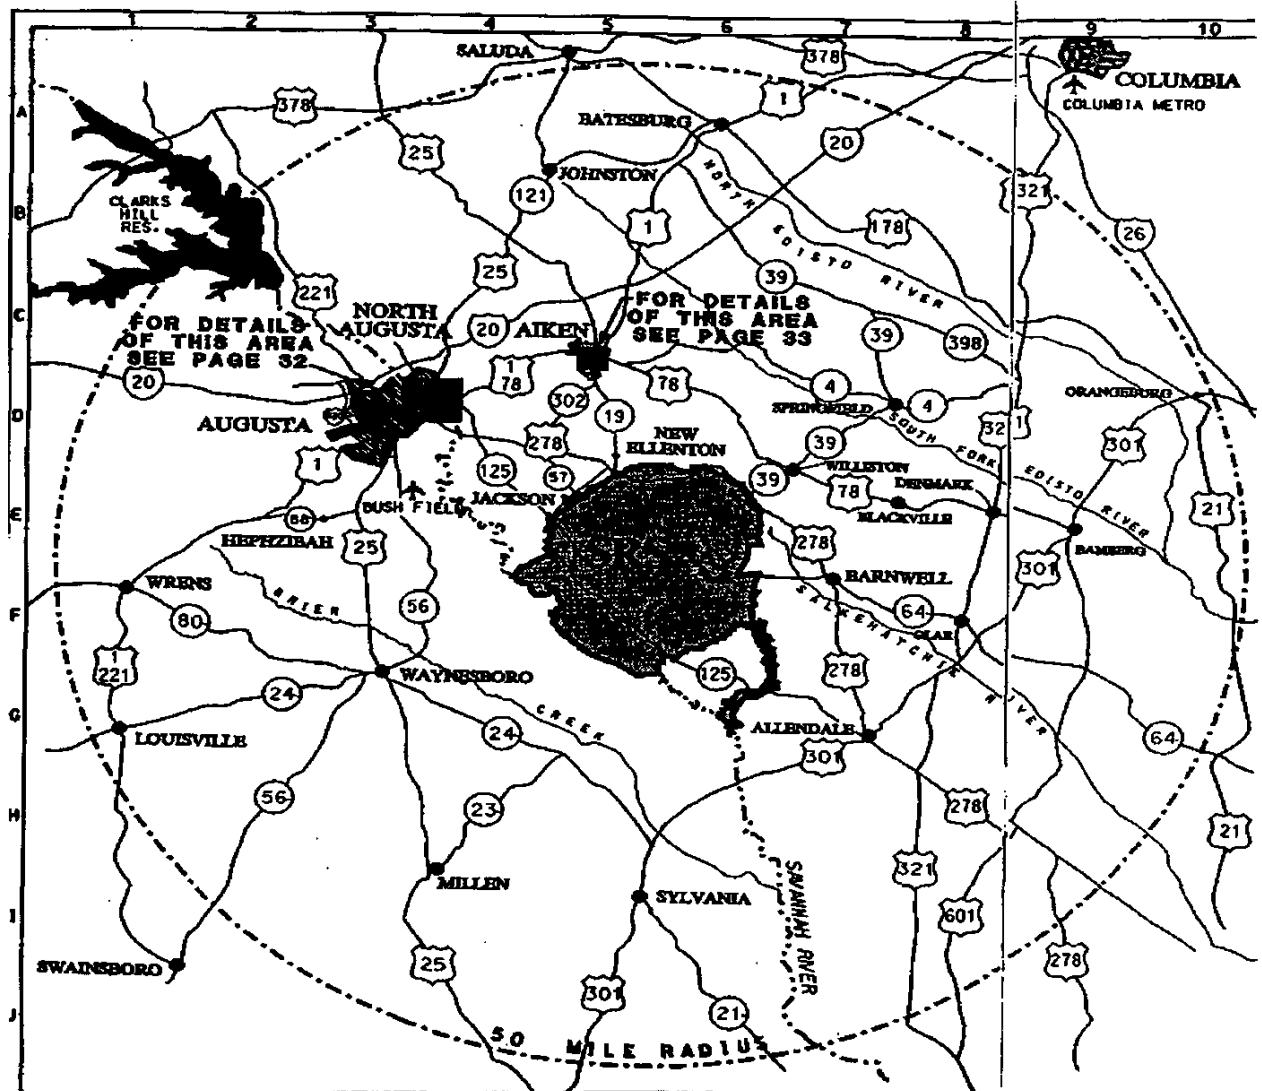 1 2 3 4 5 6 7 8 9 10
A
B
C
D
E
F
G
H
I
J
SALUDA
378
COLUMBIA
COLUMBIA METRO
378
1
BATESBURG
20
25
JOHNSTON
121
321
CLARKS
HILL
RES.
1
178
26
NORTH EDISTO RIVER
25
39
221
NORTH
AUGUSTA
FOR DETAILS
OF THIS AREA
SEE PAGE 32
20
AIKEN
FOR DETAILS
OF THIS AREA
SEE PAGE 33
39
398
20
1
78
78
302
19
4
SPRINGFIELD
4
ORANGEBURG
AUGUSTA
321
278
NEW
ELLENTON
39
301
SOUTH FORK EDISTO RIVER
1
125
57
JACKSON
39
WILLISTON
78
DENMARK
BLACKVILLE
21
BUSH FIELD
88
HEPHZIBAH
25
278
BAMBERG
301
WRENS
BRIER CREEK
56
BARNWELL
64
OLAR
SALKEHATCHIE RIVER
80
1
221
WAYNESBORO
125
278
24
24
LOUISVILLE
ALLENDALE
301
64
56
23
278
21
MILLEN
321
SYLVANIA
601
SAVANNAH RIVER
SWAINSBORO
25
301
21
278
50 MILE RADIUS